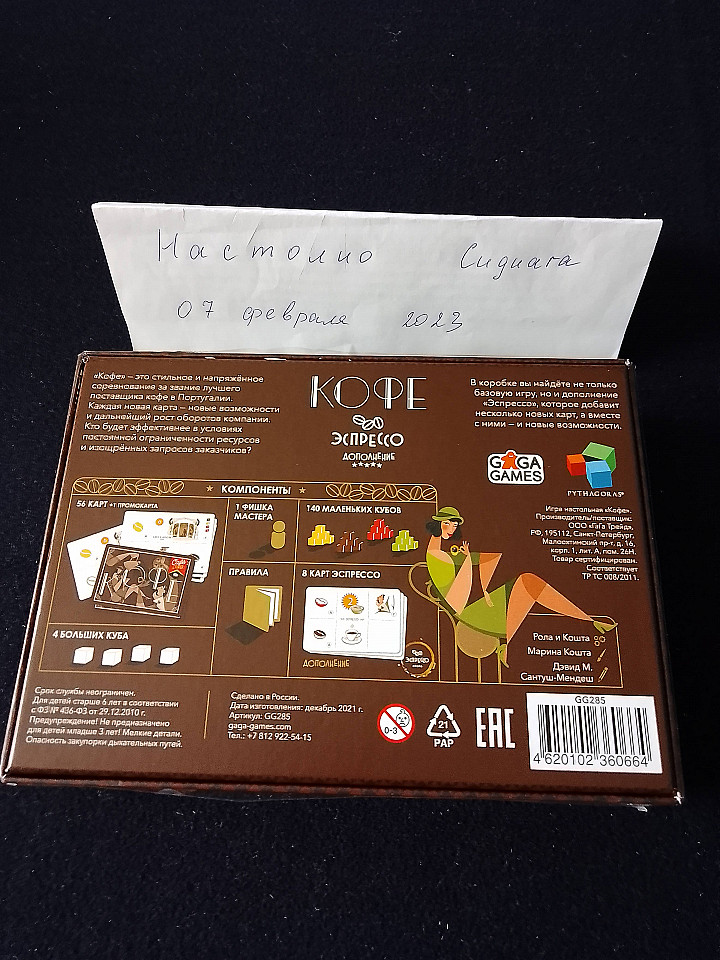 Настолио Сидиага
07 февраля 2023
«Кофе» – это стильное и напряжённое
соревнование за звание лучшего
поставщика кофе в Португалии.
Каждая новая карта – новые возможности
и дальнейший рост оборотов компании.
Кто будет эффективнее в условиях
постоянной ограниченности ресурсов
и изощрённых запросов заказчиков?
КОФЕ
ЭСПРЕССО
ДОПОЛНЕНИЕ
В коробке вы найдёте не только
базовую игру, но и дополнение
«Эспрессо», которое добавит
несколько новых карт, а вместе
с ними – и новые возможности.
GAGA
GAMES
PYTHAGORAS®
Игра настольная «Кофе».
Производитель/поставщик:
ООО «ГаГа Трейд»,
РФ, 195112, Санкт-Петербург,
Малоохтинский пр-т, д. 16,
корп. 1, лит. А, пом. 26Н.
Товар сертифицирован.
Соответствует
ТР ТС 008/2011.
КОМПОНЕНТЫ
56 КАРТ +1 ПРОМОКАРТА
1 ФИШКА
МАСТЕРА
140 МАЛЕНЬКИХ КУБОВ
ПРАВИЛА
8 КАРТ ЭСПРЕССО
ДОПОЛНЕНИЕ
ЭСПРЕССО
4 БОЛЬШИХ КУБА
Рола и Кошта
Марина Кошта
Дэвид М.
Сантуш-Мендеш
Срок службы неограничен.
Для детей старше 6 лет в соответствии
с ФЗ № 436-ФЗ от 29.12.2010 г.
Предупреждение! Не предназначено
для детей младше 3 лет! Мелкие детали.
Опасность закупорки дыхательных путей.
Сделано в России.
Дата изготовления: декабрь 2021 г.
Артикул: GG285
gaga-games.com
Тел.: +7 812 922-54-15
0-3
21
PAP
EAC
GG285
4 620102 360664